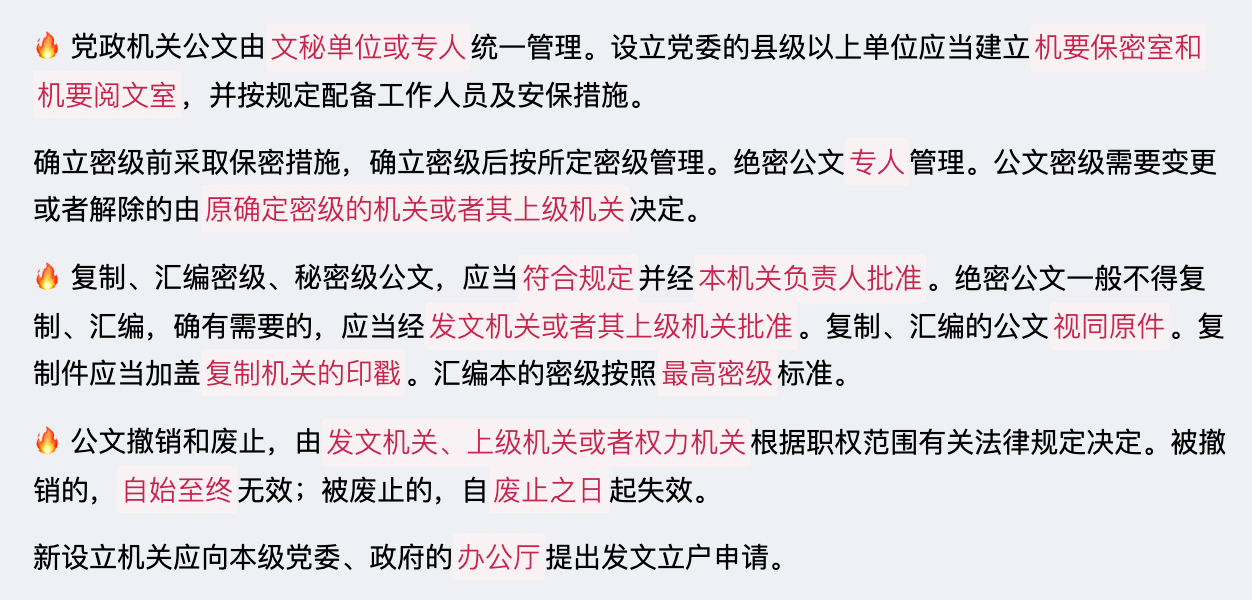 🔥 党政机关公文由文秘单位或专人统一管理。设立党委的县级以上单位应当建立机要保密室和
机要阅文室，并按规定配备工作人员及安保措施。
确立密级前采取保密措施，确立密级后按所定密级管理。绝密公文专人管理。公文密级需要变更
或者解除的由原确定密级的机关或者其上级机关决定。
🔥 复制、汇编密级、秘密级公文，应当符合规定并经本机关负责人批准。绝密公文一般不得复
制、汇编，确有需要的，应当经发文机关或者其上级机关批准。复制、汇编的公文视同原件。复
制件应当加盖复制机关的印戳。汇编本的密级按照最高密级标准。
🔥 公文撤销和废止，由发文机关、上级机关或者权力机关根据职权范围有关法律规定决定。被撤
销的，自始至终无效；被废止的，自废止之日起失效。
新设立机关应向本级党委、政府的办公厅提出发文立户申请。